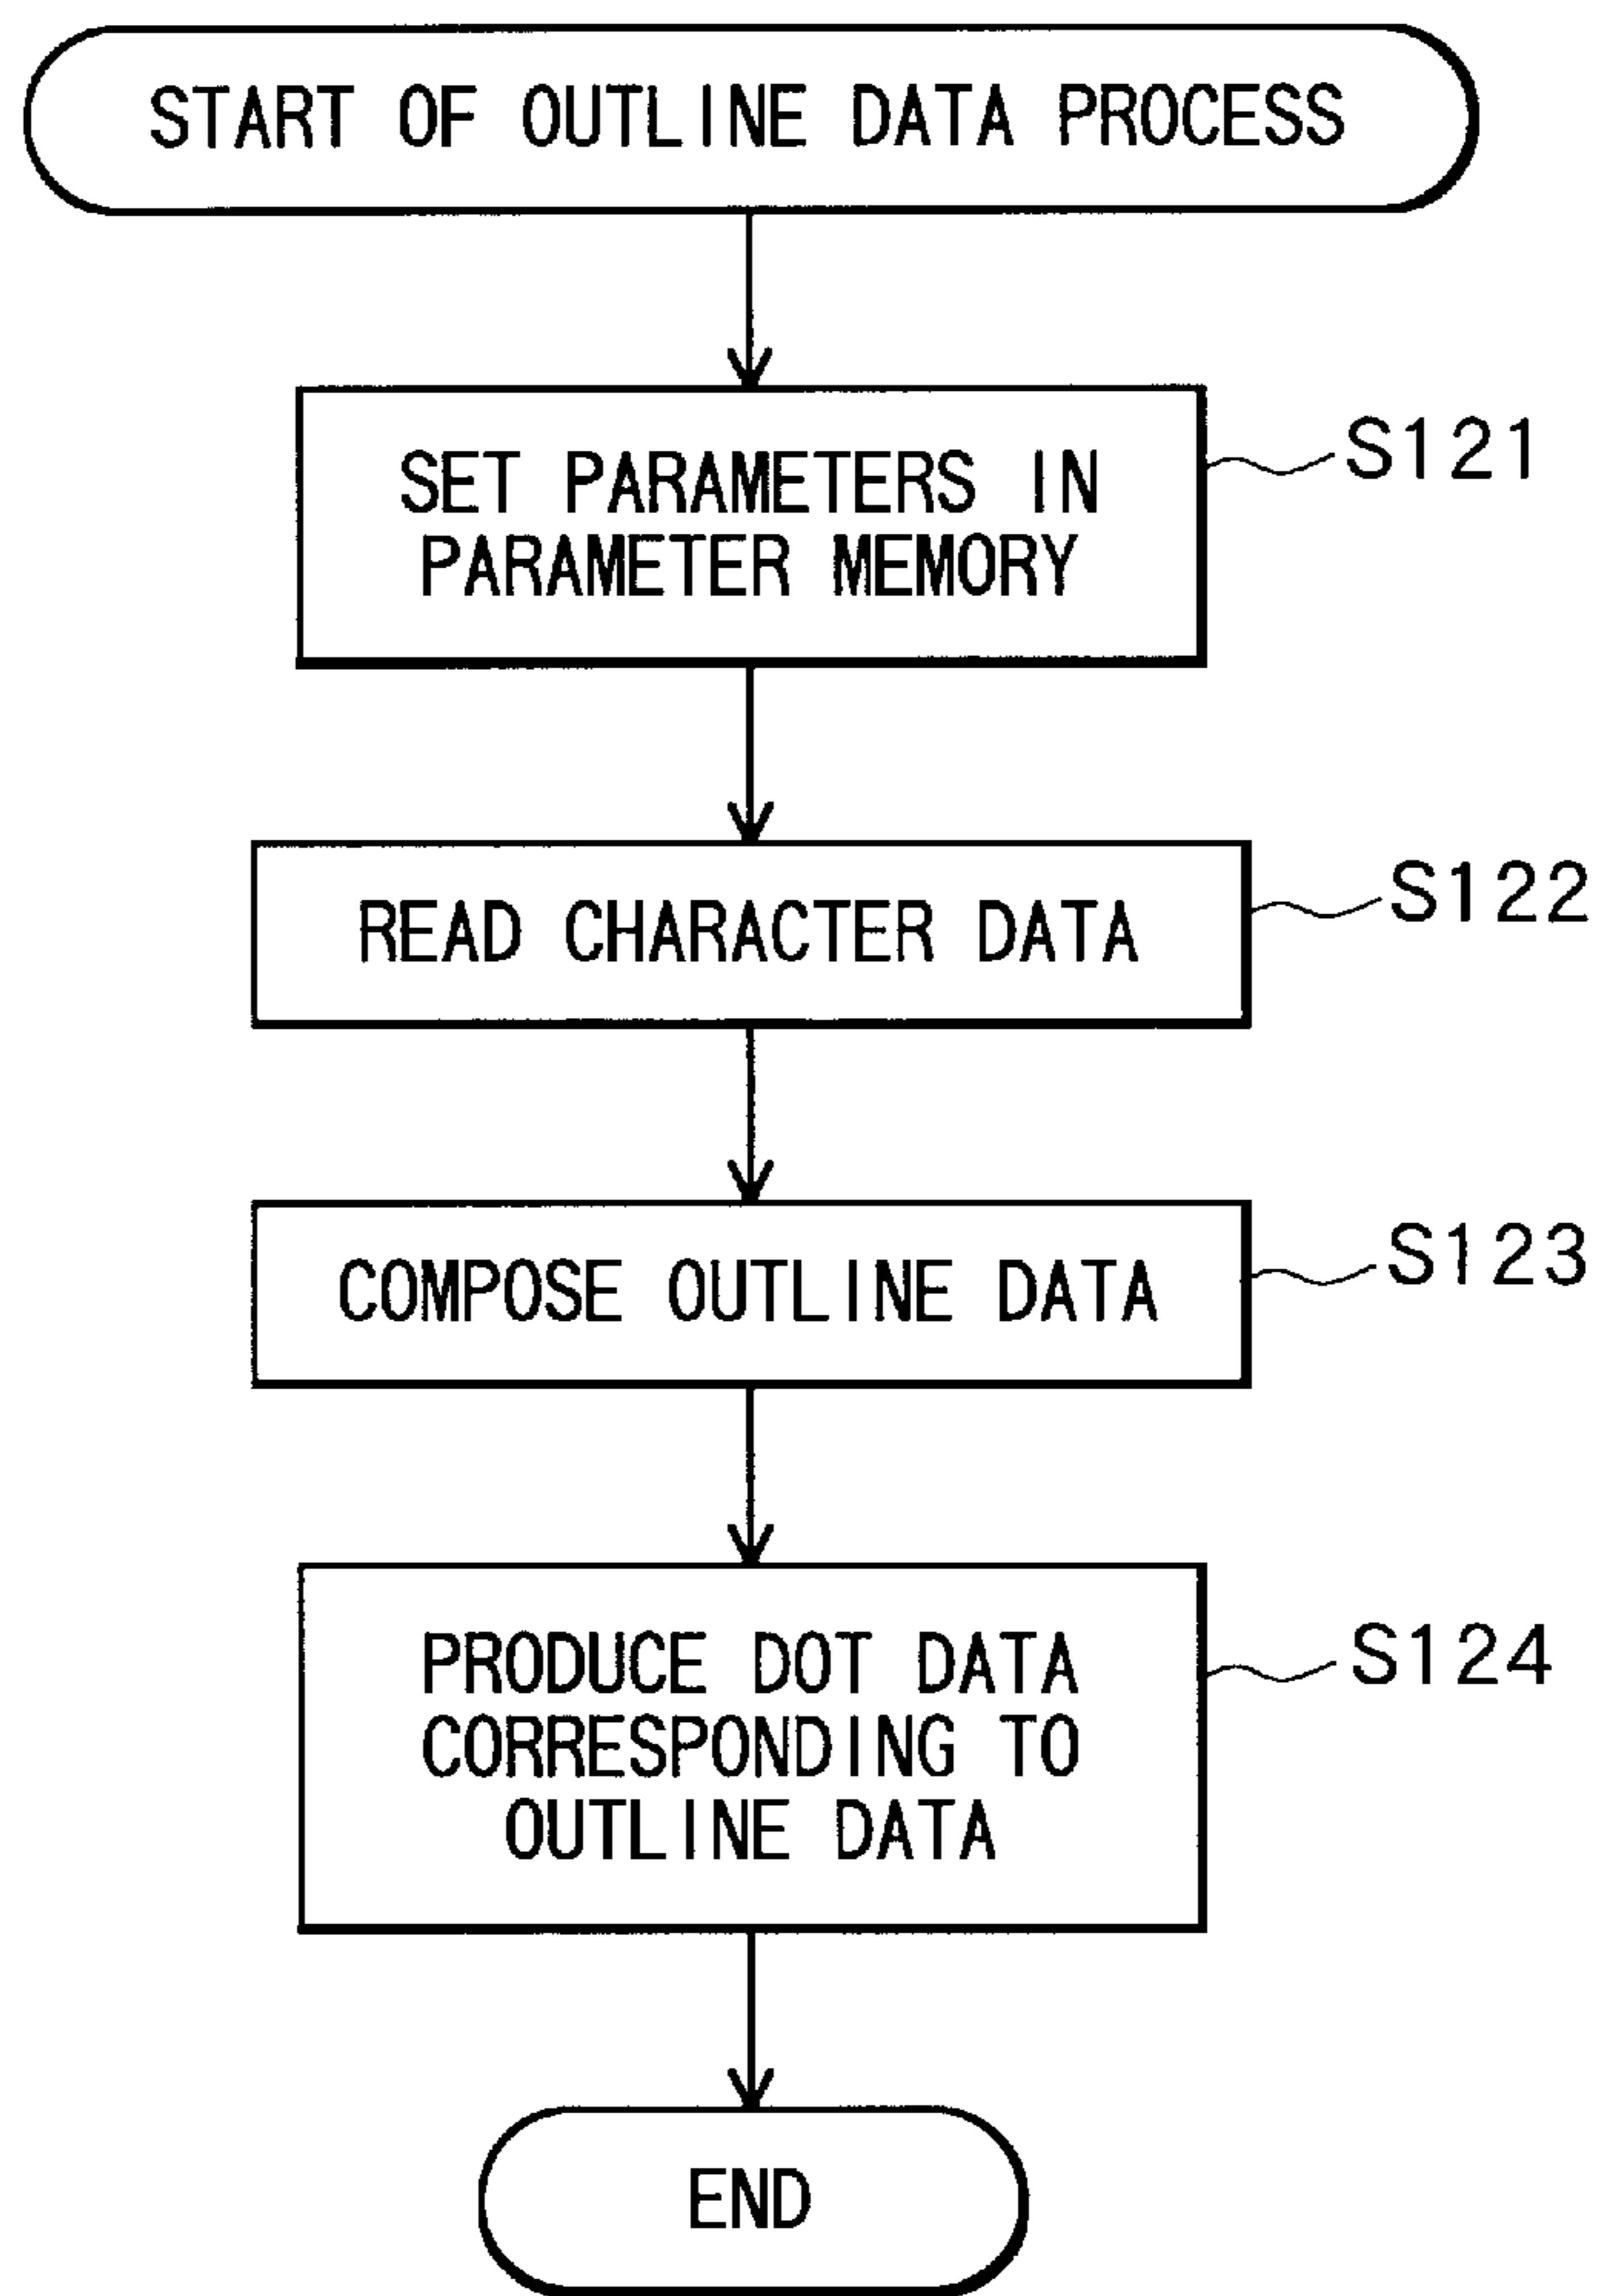 START OF OUTLINE DATA PROCESS
SET PARAMETERS IN
PARAMETER MEMORY
S121
READ CHARACTER DATA
S122
COMPOSE OUTLINE DATA
S123
PRODUCE DOT DATA
CORRESPONDING TO
OUTLINE DATA
S124
END